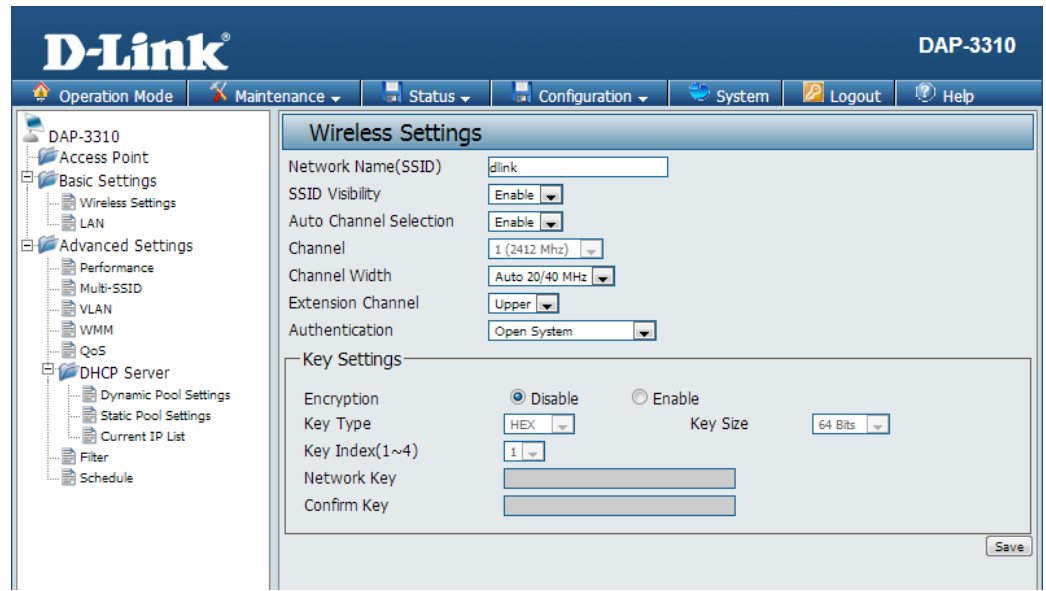 D-Link®
DAP-3310
Operation Mode Maintenance Status Configuration System Logout Help
DAP-3310
Access Point
Basic Settings
Wireless Settings
LAN
Advanced Settings
Performance
Multi-SSID
VLAN
WMM
QoS
DHCP Server
Dynamic Pool Settings
Static Pool Settings
Current IP List
Filter
Schedule
Wireless Settings
Network Name(SSID) dlink
SSID Visibility Enable
Auto Channel Selection Enable
Channel 1 (2412 Mhz)
Channel Width Auto 20/40 MHz
Extension Channel Upper
Authentication Open System
Key Settings
Encryption Disable Enable
Key Type HEX Key Size 64 Bits
Key Index(1~4) 1
Network Key
Confirm Key
Save